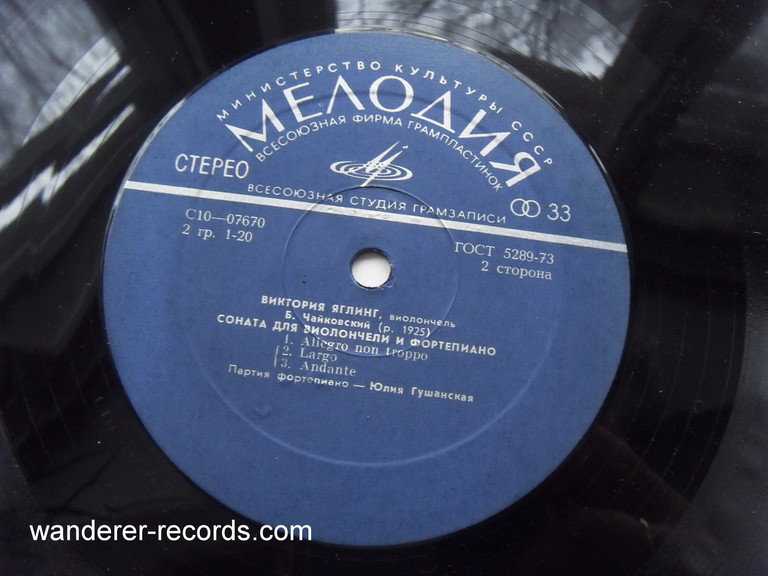 МИНИСТЕРСТВО КУЛЬТУРЫ СССР
МЕЛОДИЯ
ВСЕСОЮЗНАЯ ФИРМА ГРАМПЛАСТИНОК
СТЕРЕО
ВСЕСОЮЗНАЯ СТУДИЯ ГРАМЗАПИСИ
33
С10—07670
2 гр. 1-20
ГОСТ 5289-73
2 сторона
ВИКТОРИЯ ЯГЛИНГ, виолончель
Б. Чайковский (р. 1925)
СОНАТА ДЛЯ ВИОЛОНЧЕЛИ И ФОРТЕПИАНО
1. Allegro non troppo
2. Largo
3. Andante
Партия фортепиано — Юлия Гушанская
wanderer-records.com